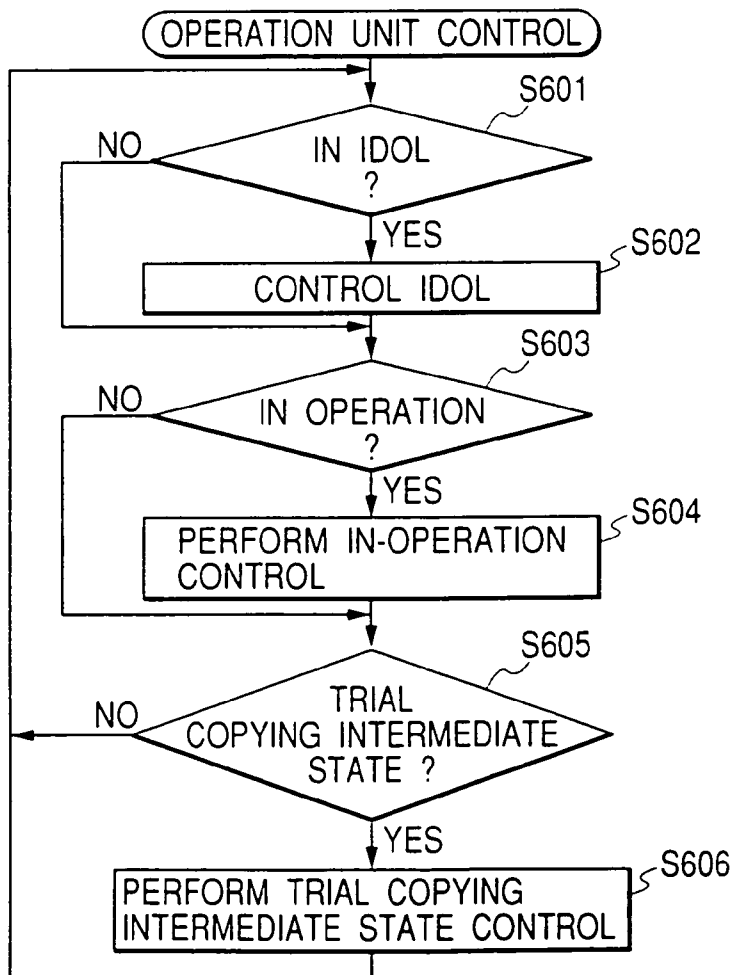 OPERATION UNIT CONTROL
S601
NO
IN IDOL
?
YES
S602
CONTROL IDOL
S603
NO
IN OPERATION
?
YES
S604
PERFORM IN-OPERATION
CONTROL
S605
NO
TRIAL
COPYING INTERMEDIATE
STATE ?
YES
S606
PERFORM TRIAL COPYING
INTERMEDIATE STATE CONTROL